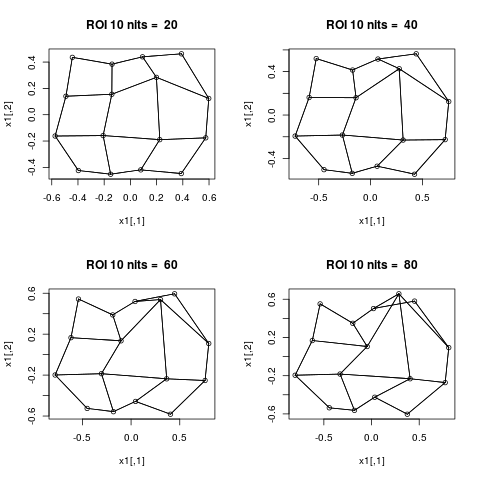 ROI 10 nits =  20
x1[,2]
0.4
0.2
0.0
-0.2
-0.4
-0.6 -0.4 -0.2 0.0 0.2 0.4 0.6
x1[,1]
ROI 10 nits =  40
x1[,2]
0.4
0.0
-0.4
-0.5 0.0 0.5
x1[,1]
ROI 10 nits =  60
x1[,2]
0.6
0.2
-0.2
-0.6
-0.5 0.0 0.5
x1[,1]
ROI 10 nits =  80
x1[,2]
0.6
0.2
-0.2
-0.6
-0.5 0.0 0.5
x1[,1]